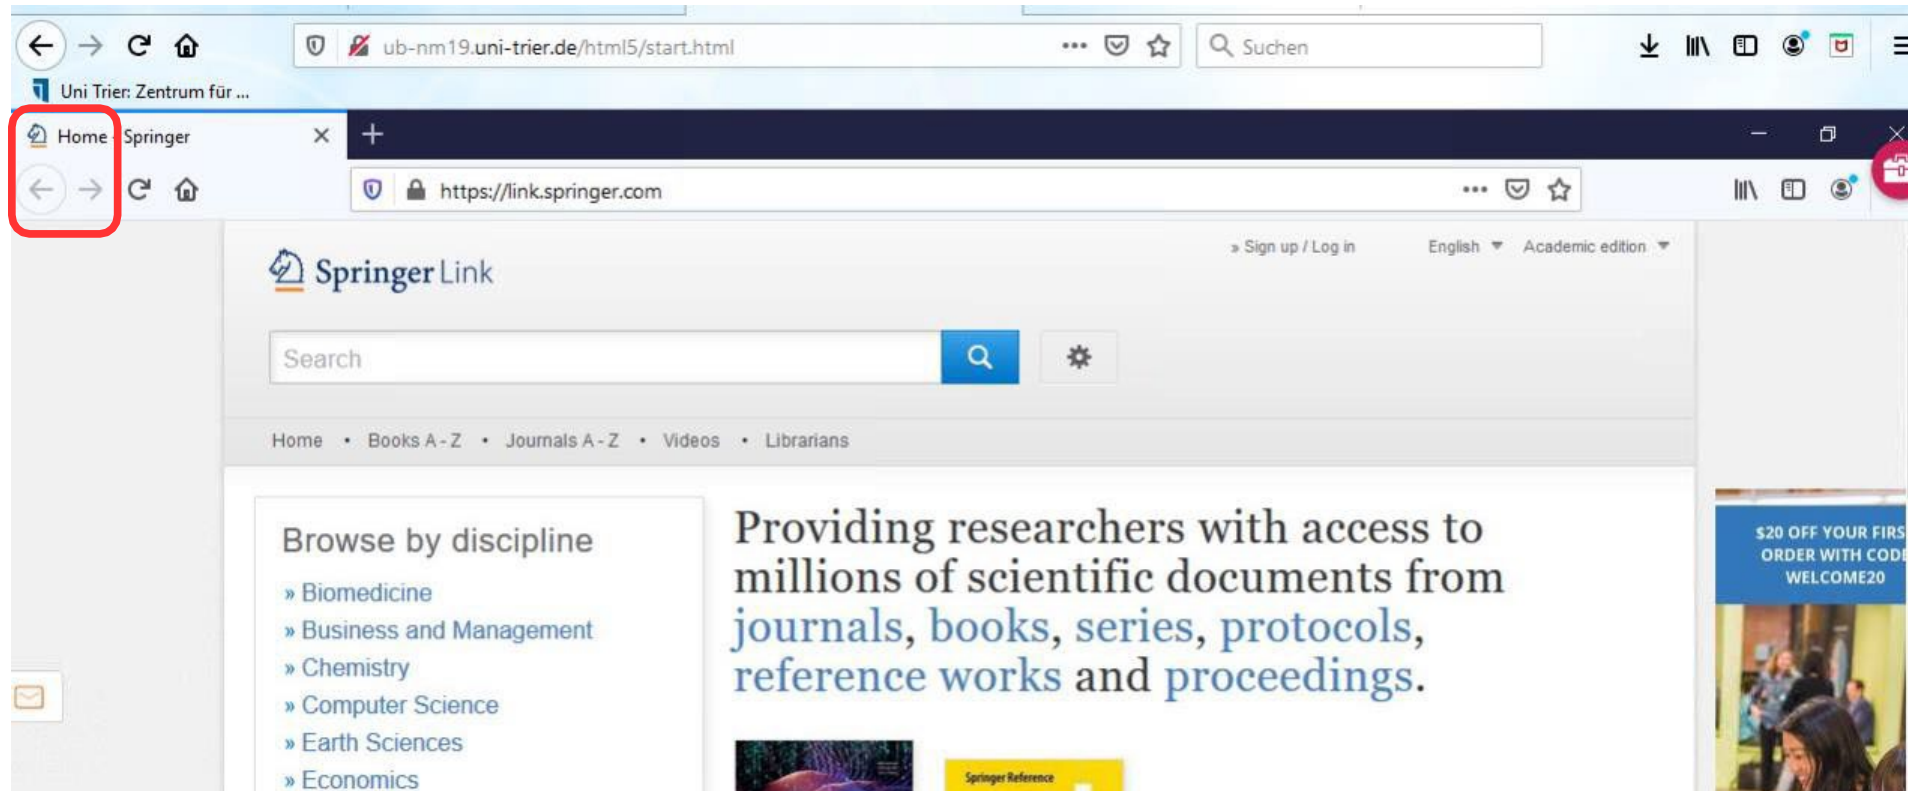 ub-nm19.uni-trier.de/html5/start.html
Suchen
Uni Trier: Zentrum für ...
Home - Springer
https://link.springer.com
» Sign up / Log in English Academic edition
Springer Link
Search
Home • Books A - Z • Journals A - Z • Videos • Librarians
Browse by discipline
» Biomedicine
» Business and Management
» Chemistry
» Computer Science
» Earth Sciences
» Economics
Providing researchers with access to
millions of scientific documents from
journals, books, series, protocols,
reference works and proceedings.
Springer Reference
$20 OFF YOUR FIRS
ORDER WITH CODE
WELCOME20